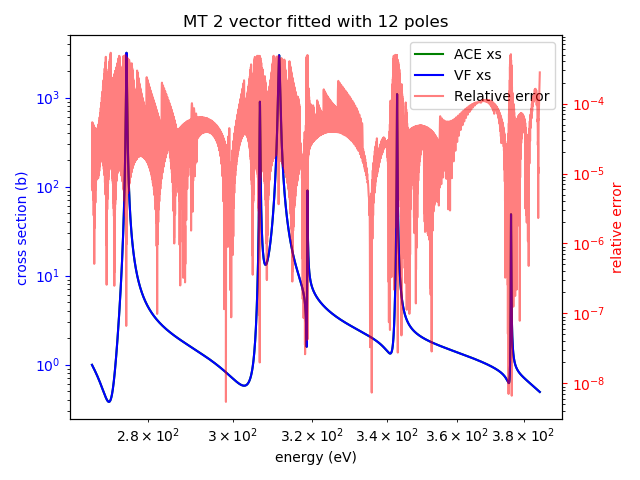 MT 2 vector fitted with 12 poles
ACE xs
VF xs
Relative error
cross section (b)
10³
10²
10¹
10⁰
relative error
10⁻⁴
10⁻⁵
10⁻⁶
10⁻⁷
10⁻⁸
2.8 × 10² 3 × 10² 3.2 × 10² 3.4 × 10² 3.6 × 10² 3.8 × 10²
energy (eV)